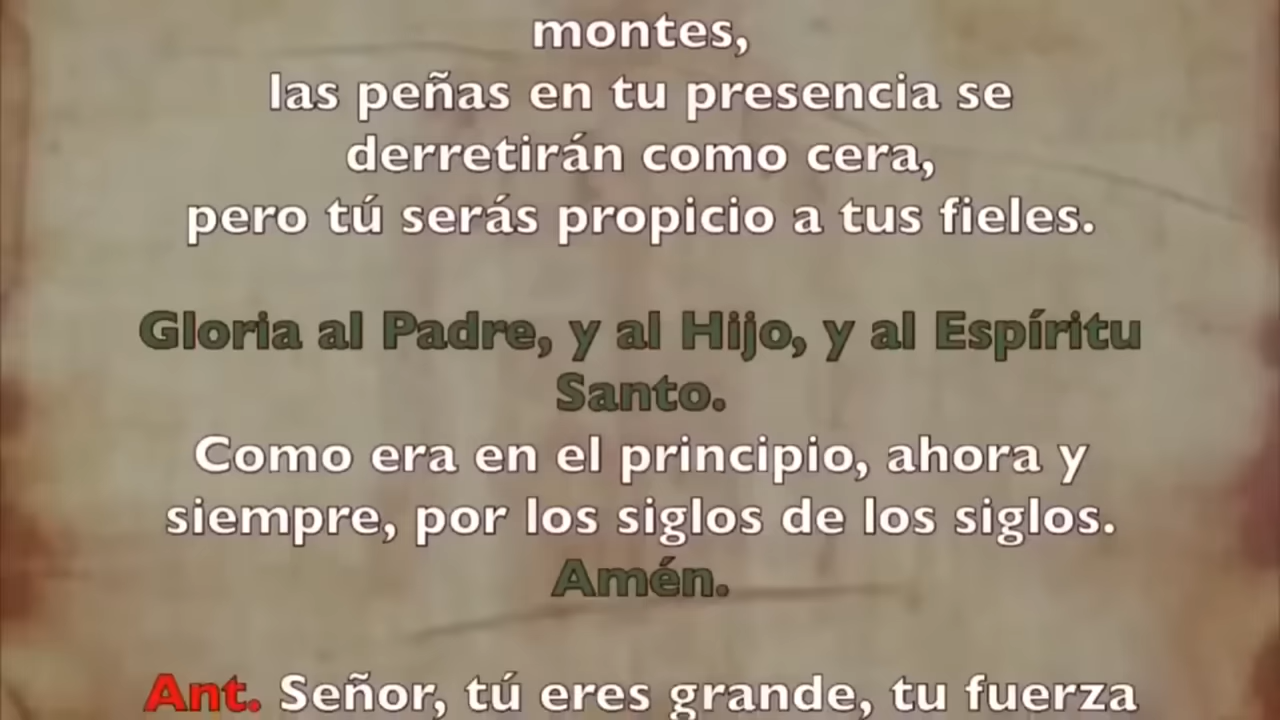 montes,
las peñas en tu presencia se
derretirán como cera,
pero tú serás propicio a tus fieles.
Gloria al Padre, y al Hijo, y al Espíritu
Santo.
Como era en el principio, ahora y
siempre, por los siglos de los siglos.
Amén.
Ant. Señor, tú eres grande, tu fuerza